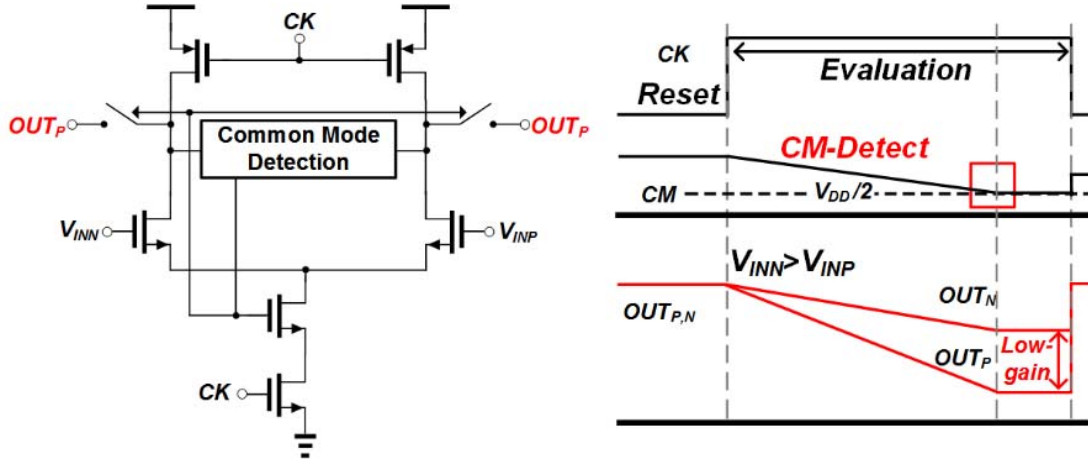 CK
OUTP
OUTP
Common Mode
Detection
VINN
VINP
CK
CK
Evaluation
Reset
CM-Detect
CM
VDD/2
VINN>VINP
OUTP,N
OUTN
OUTP
Low-
gain